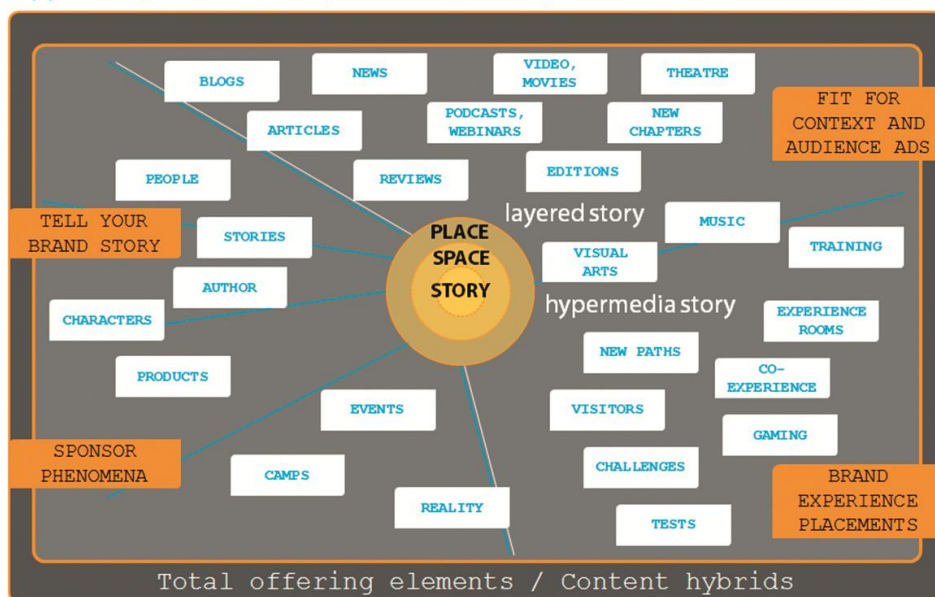 BLOGS
NEWS
VIDEO,
MOVIES
THEATRE
FIT FOR
CONTEXT AND
AUDIENCE ADS
ARTICLES
PODCASTS,
WEBINARS
NEW
CHAPTERS
PEOPLE
REVIEWS
EDITIONS
TELL YOUR
BRAND STORY
STORIES
layered story
MUSIC
TRAINING
PLACE
SPACE
STORY
VISUAL
ARTS
AUTHOR
hypermedia story
CHARACTERS
EXPERIENCE
ROOMS
NEW PATHS
PRODUCTS
CO-
EXPERIENCE
EVENTS
VISITORS
GAMING
SPONSOR
PHENOMENA
CAMPS
CHALLENGES
BRAND
EXPERIENCE
PLACEMENTS
REALITY
TESTS
Total offering elements / Content hybrids